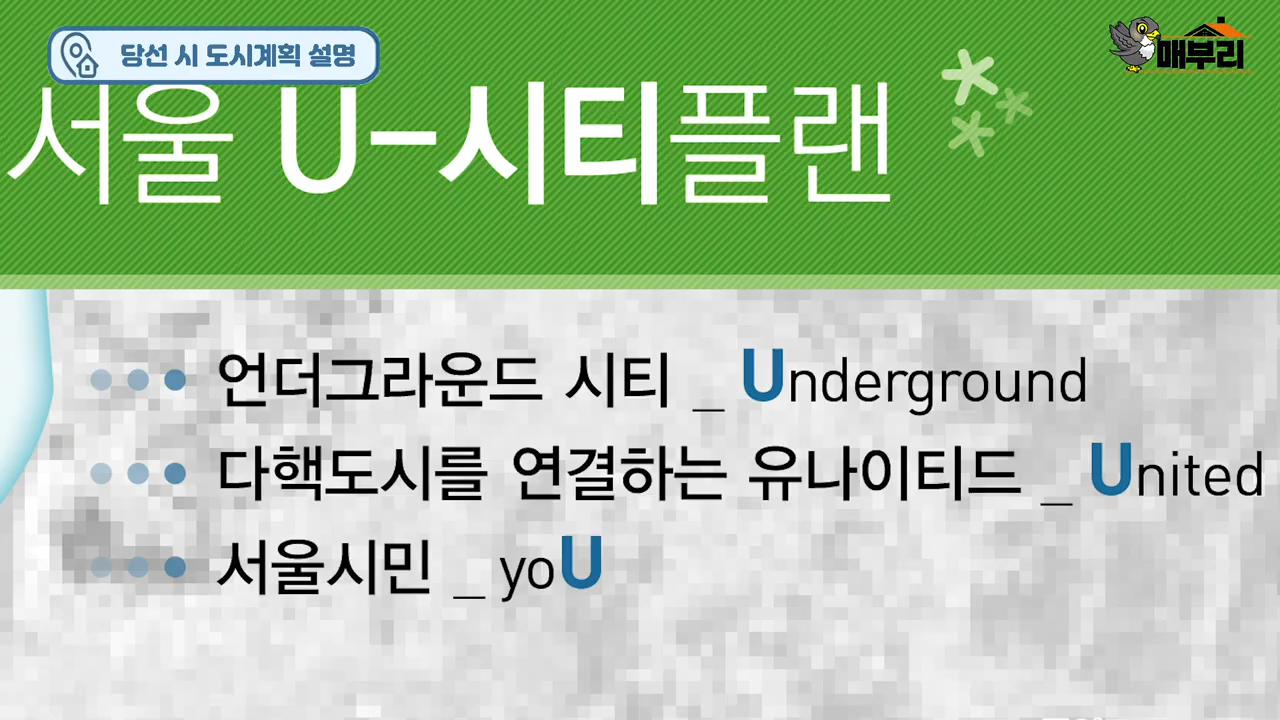 당선 시 도시계획 설명
매부리
서울 U-시티플랜
언더그라운드 시티 _ Underground
다핵도시를 연결하는 유나이티드 _ United
서울시민 _ yoU